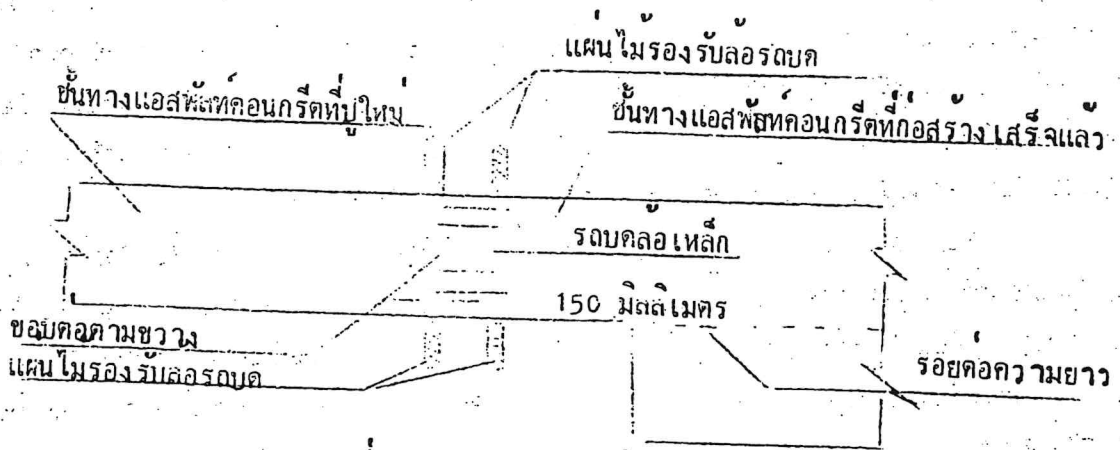 แผ่นไม้รองรับล้อรถบด
ชั้นทางแอสฟัลท์คอนกรีตที่ปูใหม่
ชั้นทางแอสฟัลท์คอนกรีตที่ก่อสร้างเสร็จแล้ว
รถบดล้อเหล็ก
150 มิลลิเมตร
ขอบต่อตามขวาง
แผ่นไม้รองรับล้อรถบด
รอยต่อความยาว